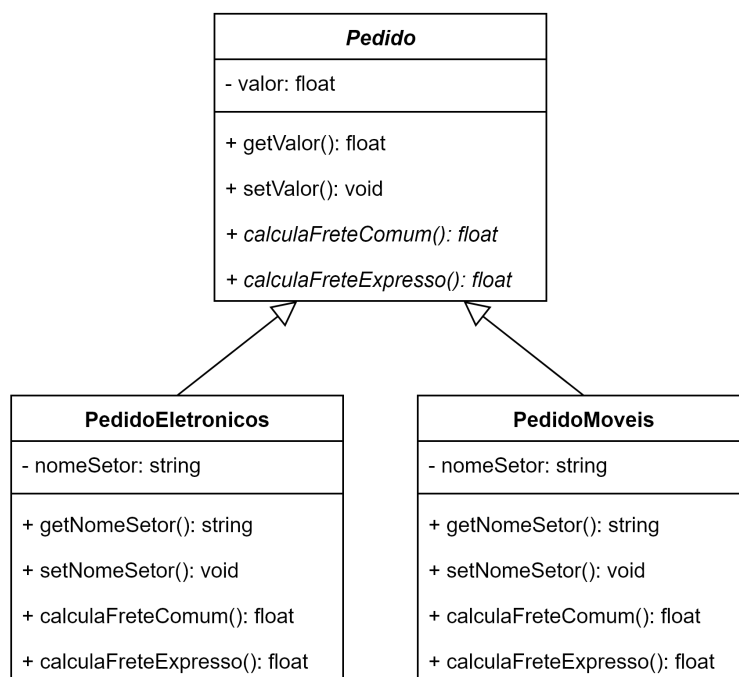 Pedido
- valor: float
+ getValor(): float
+ setValor(): void
+ calculaFreteComum(): float
+ calculaFreteExpresso(): float
PedidoEletronicos
- nomeSetor: string
+ getNomeSetor(): string
+ setNomeSetor(): void
+ calculaFreteComum(): float
+ calculaFreteExpresso(): float
PedidoMoveis
- nomeSetor: string
+ getNomeSetor(): string
+ setNomeSetor(): void
+ calculaFreteComum(): float
+ calculaFreteExpresso(): float